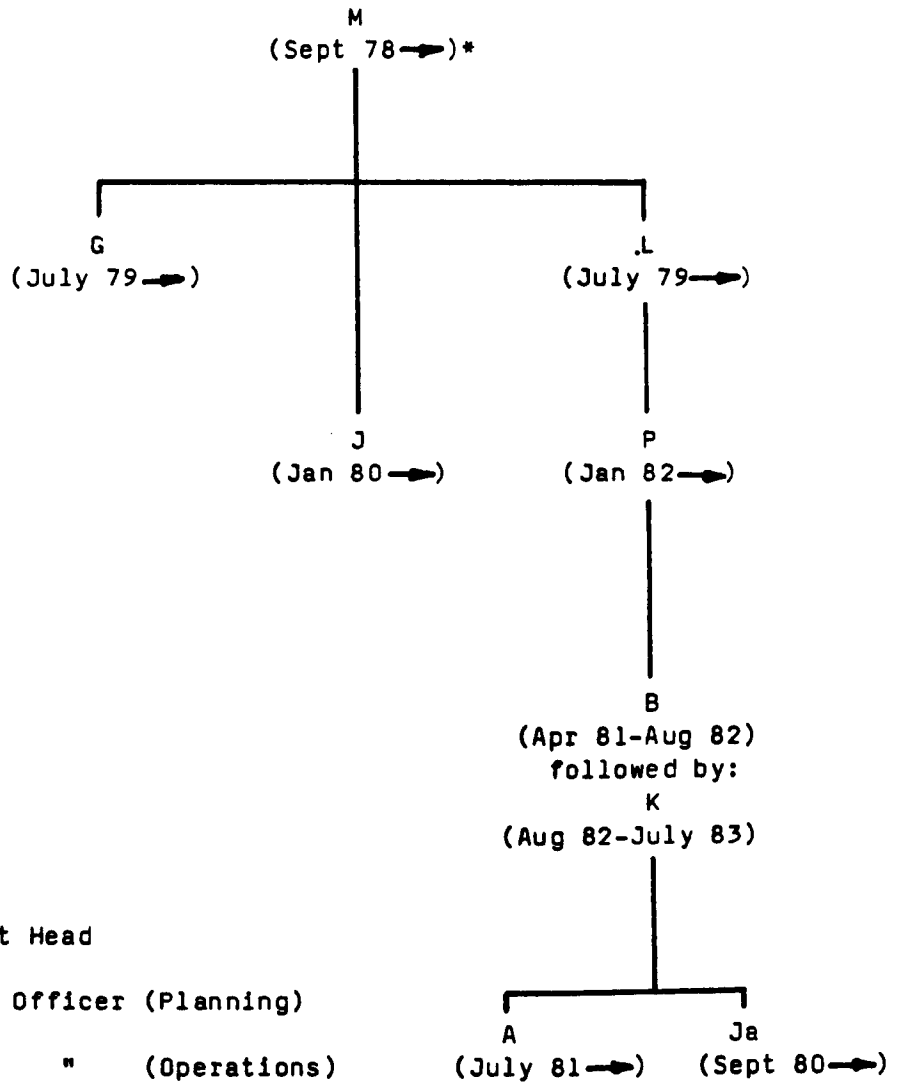 M
(Sept 78→)*
G
(July 79→)
.L
(July 79→)
J
(Jan 80→)
P
(Jan 82→)
B
(Apr 81-Aug 82)
followed by:
K
(Aug 82-July 83)
t Head
Officer (Planning)
" (Operations)
A
(July 81→)
Ja
(Sept 80→)